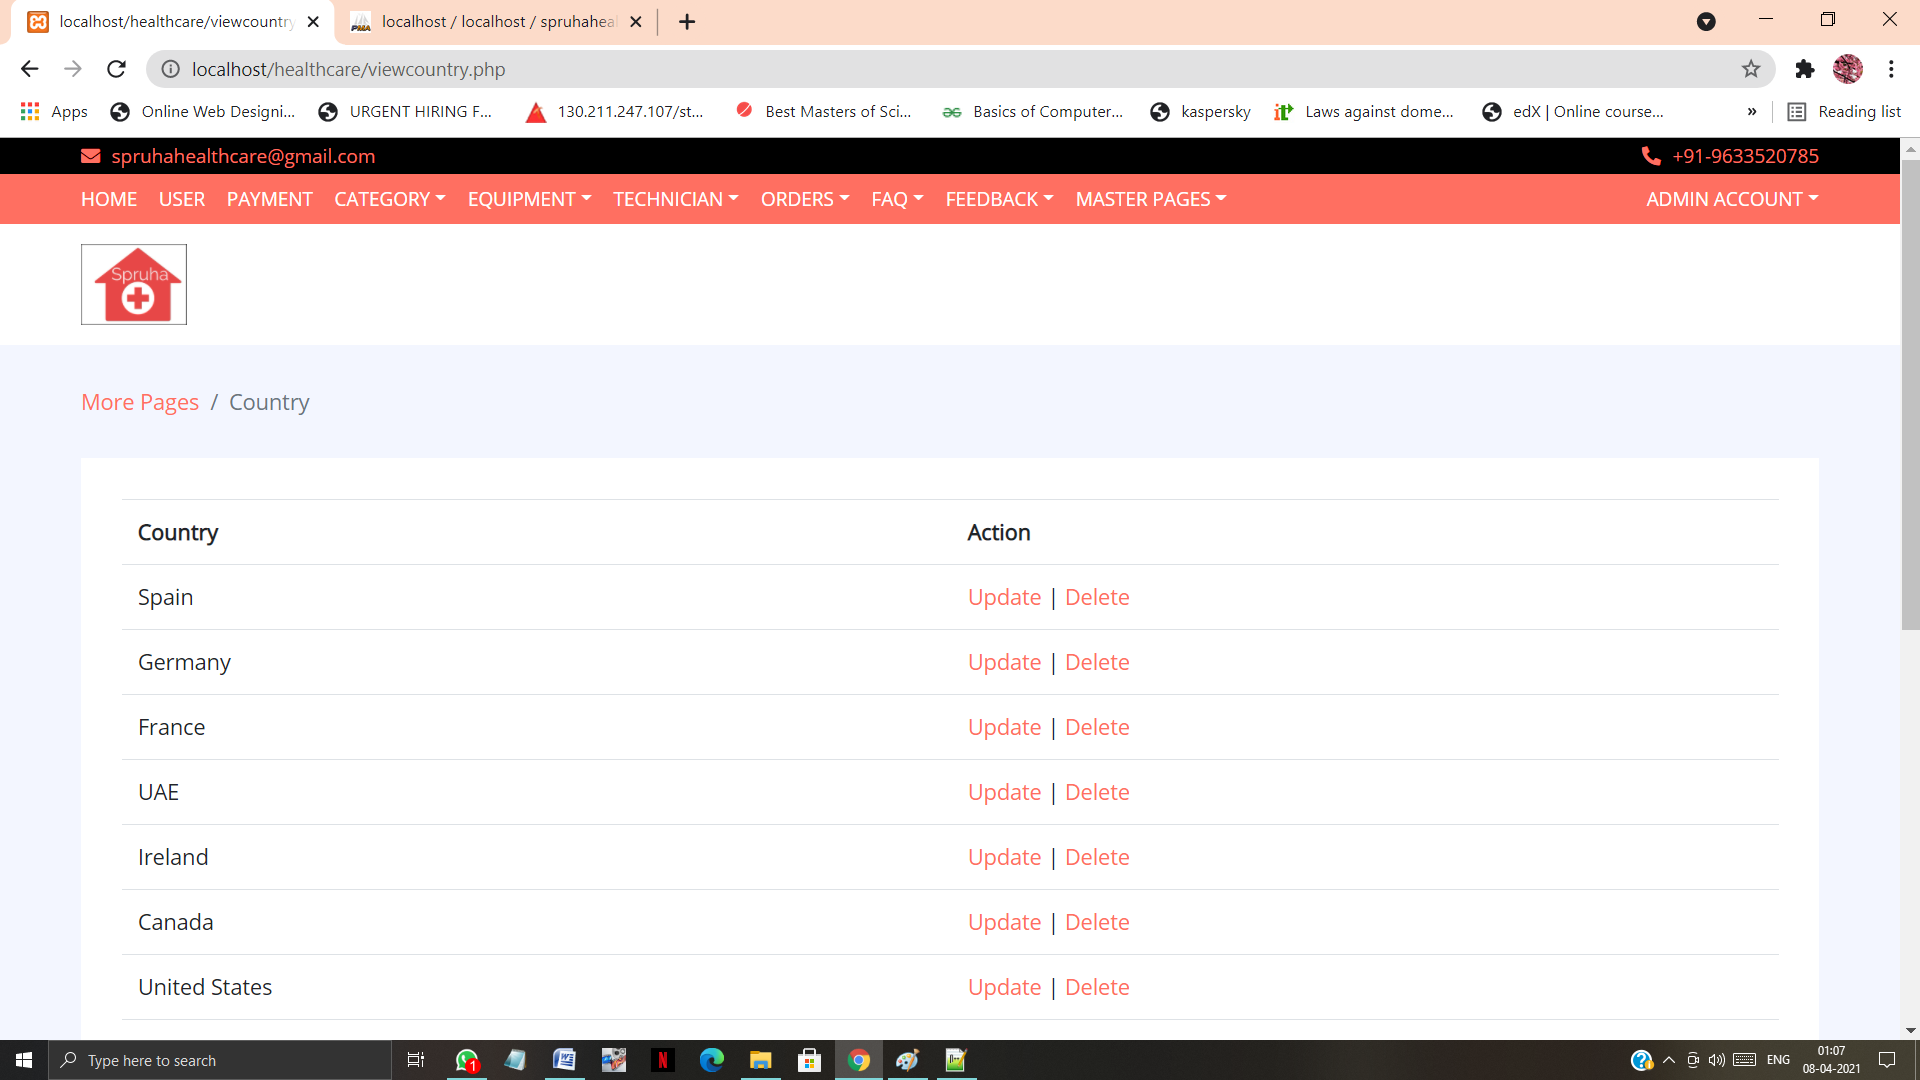 localhost/healthcare/viewcountry
localhost / localhost / spruhaheal
localhost/healthcare/viewcountry.php
Apps Online Web Designi... URGENT HIRING F... 130.211.247.107/st... Best Masters of Sci... Basics of Computer... kaspersky Laws against dome... edX | Online course... » Reading list
spruhahealthcare@gmail.com +91-9633520785
HOME USER PAYMENT CATEGORY EQUIPMENT TECHNICIAN ORDERS FAQ FEEDBACK MASTER PAGES ADMIN ACCOUNT
Spruha
More Pages / Country
Country Action
Spain Update | Delete
Germany Update | Delete
France Update | Delete
UAE Update | Delete
Ireland Update | Delete
Canada Update | Delete
United States Update | Delete
Type here to search
1
ENG
01:07
08-04-2021